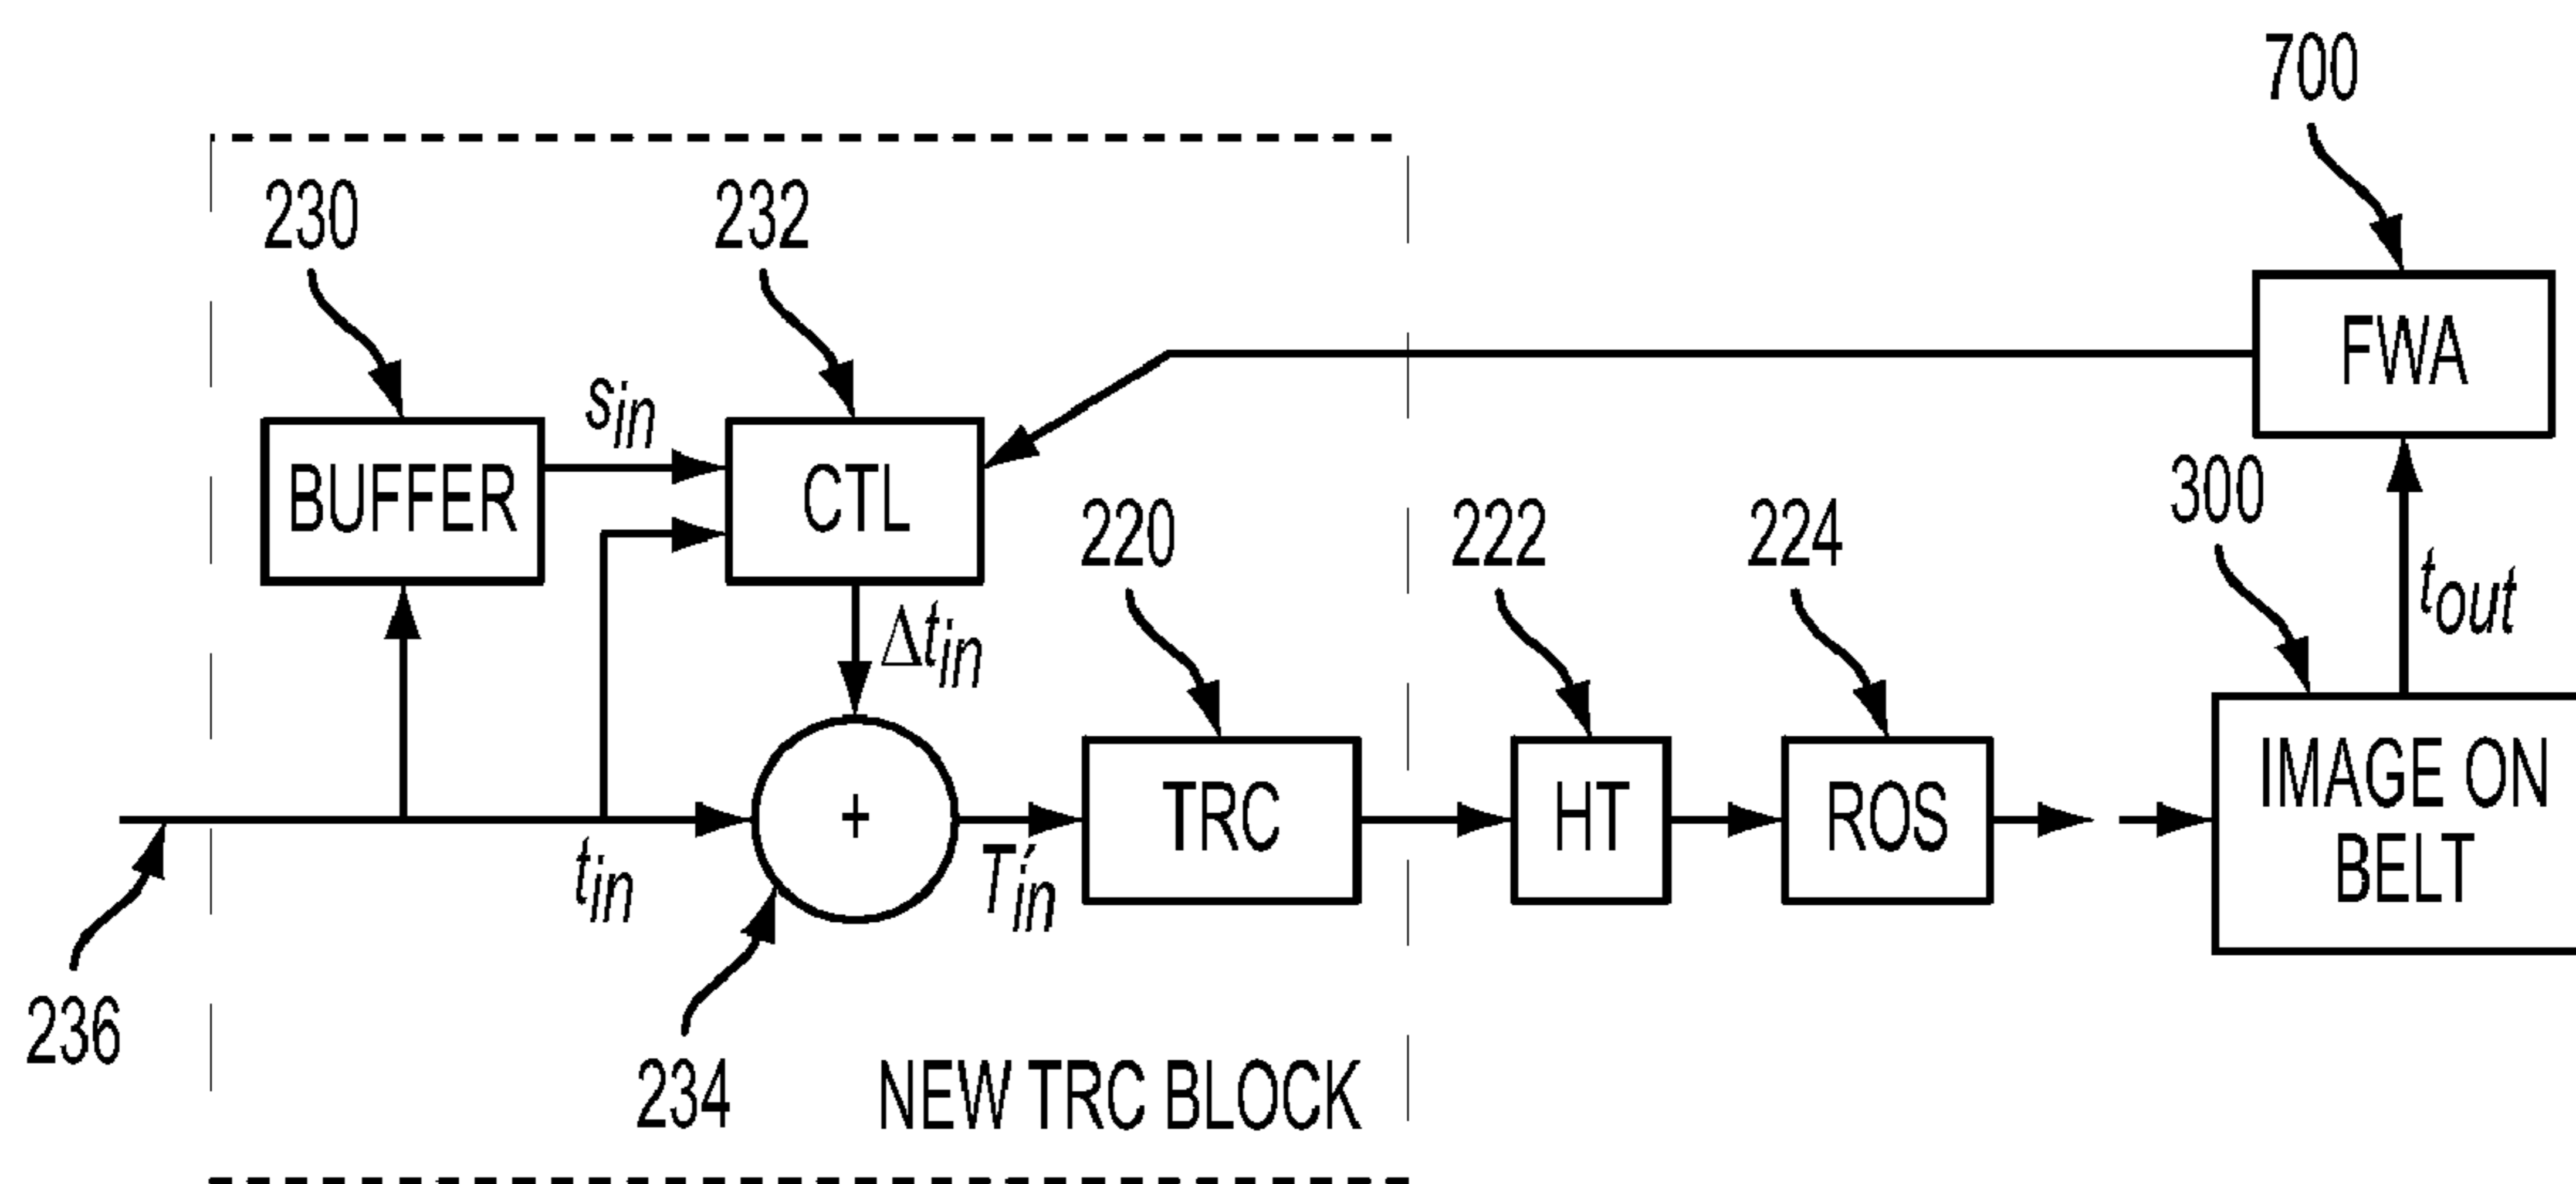 700
230
232
FWA
s_in
BUFFER
CTL
220
222
224
300
t_out
Δt_in
+
TRC
HT
ROS
IMAGE ON
BELT
t_in
T'_in
236
234
NEW TRC BLOCK